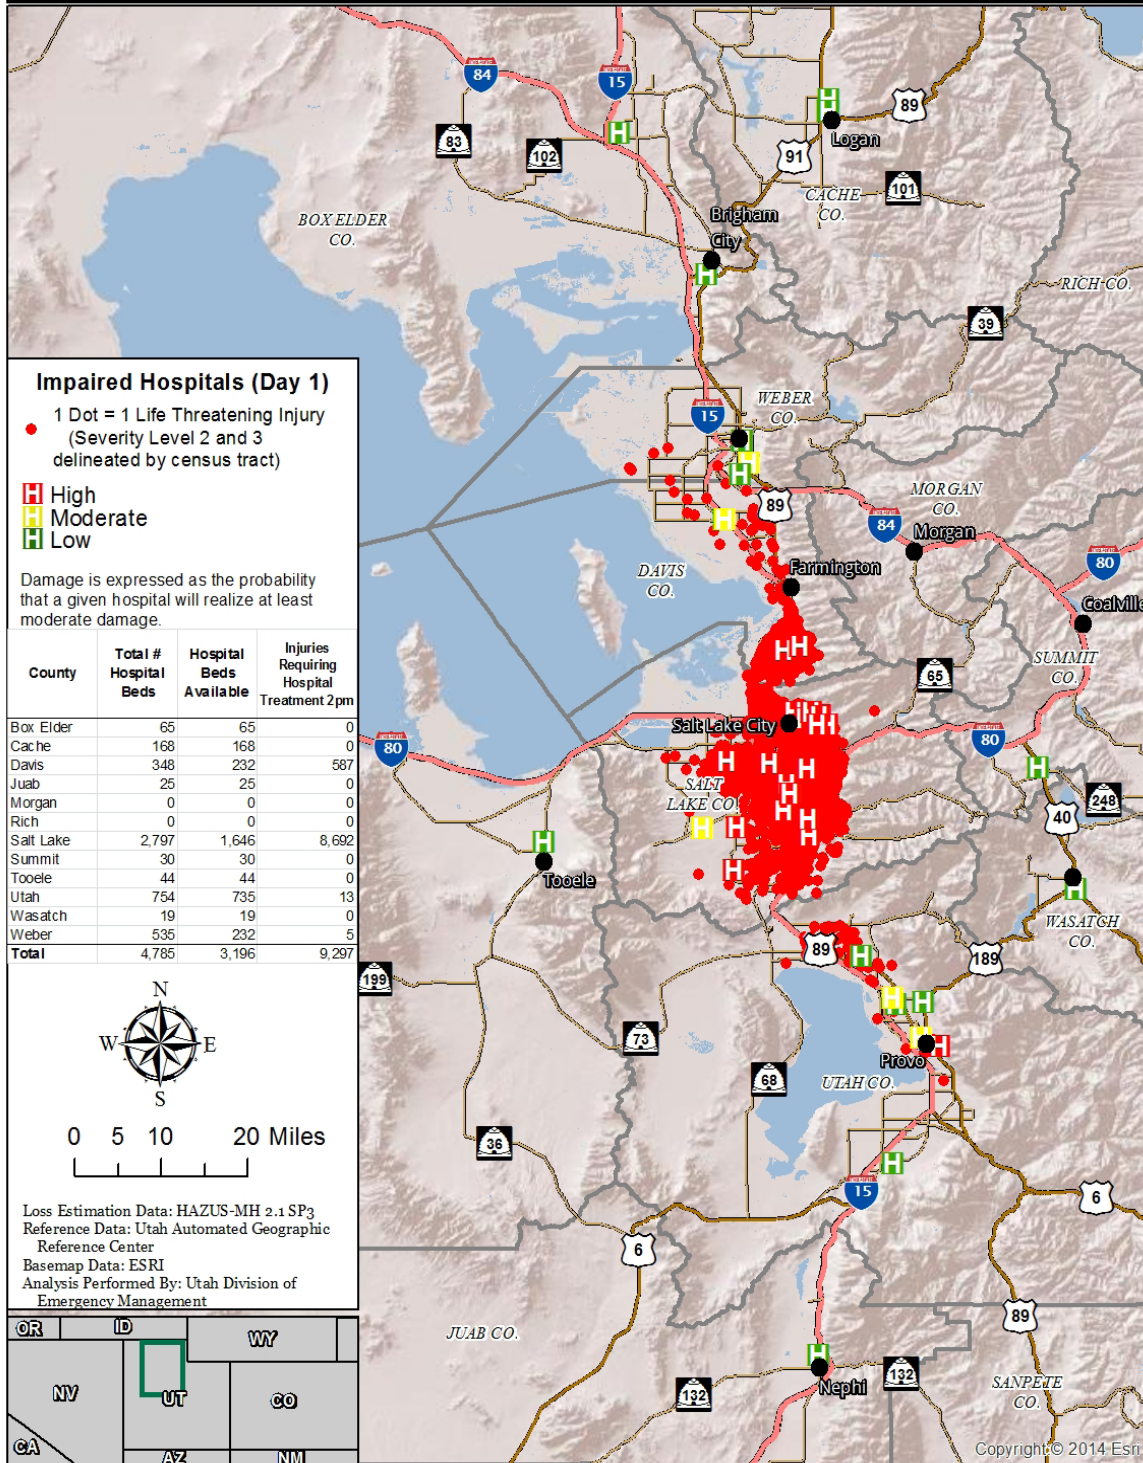 Impaired Hospitals (Day 1)
1 Dot = 1 Life Threatening Injury
(Severity Level 2 and 3
delineated by census tract)
H High
H Moderate
H Low
Damage is expressed as the probability
that a given hospital will realize at least
moderate damage.
County Total # Hospital Beds Hospital Beds Available Injuries Requiring Hospital Treatment 2pm
Box Elder 65 65 0
Cache 168 168 0
Davis 348 232 587
Juab 25 25 0
Morgan 0 0 0
Rich 0 0 0
Salt Lake 2,797 1,646 8,692
Summit 30 30 0
Tooele 44 44 0
Utah 754 735 13
Wasatch 19 19 0
Weber 535 232 5
Total 4,785 3,196 9,297
N
W E
S
0 5 10 20 Miles
Loss Estimation Data: HAZUS-MH 2.1 SP3
Reference Data: Utah Automated Geographic
Reference Center
Basemap Data: ESRI
Analysis Performed By: Utah Division of
Emergency Management
OR ID WY
NV UT CO
CA AZ NM
84
15
H
89
83
102
H
Logan
91
101
CACHE
CO.
BOX ELDER
CO.
Brigham
City
H
RICH CO.
39
15
WEBER
CO.
H
H
89
H
MORGAN
CO.
84
Morgan
80
DAVIS
CO.
Farmington
Coalville
H H
65
SUMMIT
CO.
Salt Lake City
80
80
H H H
SALT
LAKE CO.
H
H
H
248
40
H H H
H
H
Tooele
H
H
WASATCH
CO.
89
H
189
199
H H
73
H
Provo
68
UTAH CO.
36
H
15
6
6
89
JUAB CO.
H
Nephi
132
132
SANPETE
CO.
Copyright © 2014 Esri